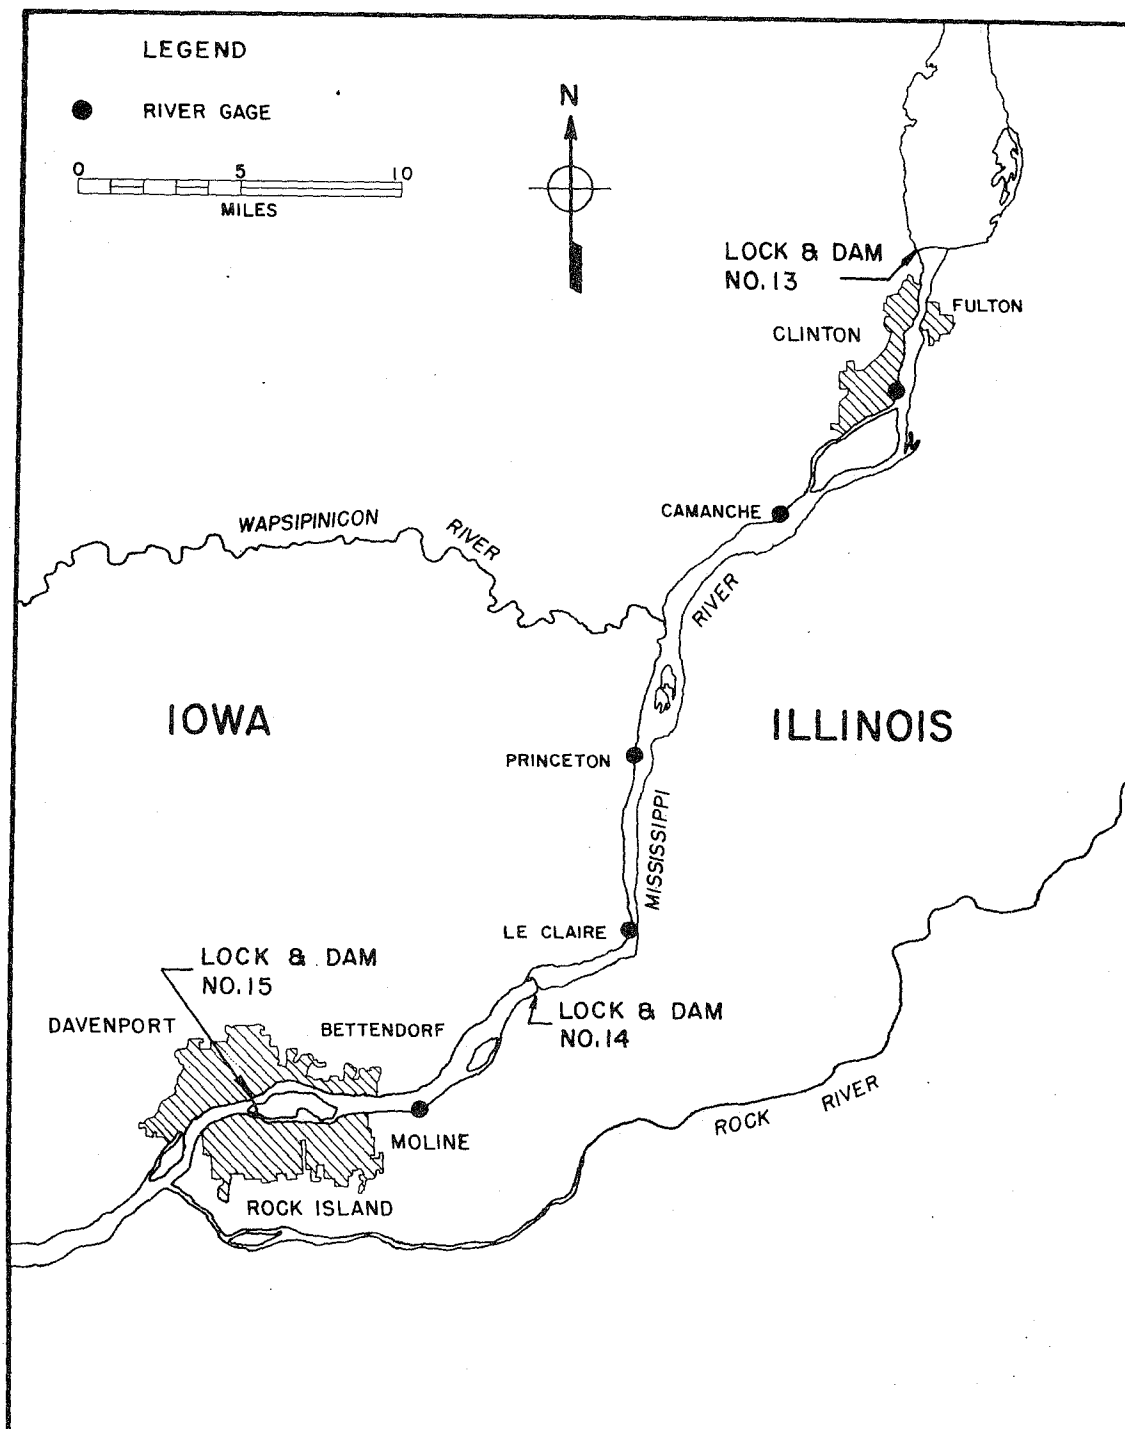 LEGEND
RIVER GAGE
0 5 10
MILES
N
LOCK & DAM
NO.13
FULTON
CLINTON
CAMANCHE
WAPSIPINICON RIVER
RIVER
IOWA
ILLINOIS
PRINCETON
MISSISSIPPI
LE CLAIRE
LOCK & DAM
NO.15
LOCK & DAM
NO.14
DAVENPORT
BETTENDORF
ROCK RIVER
MOLINE
ROCK ISLAND